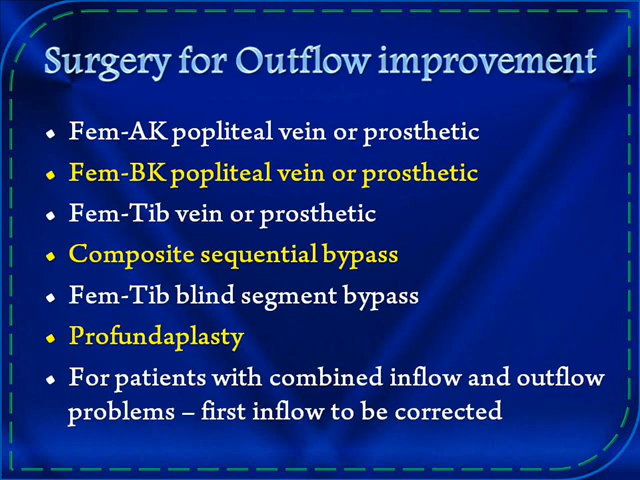 Surgery for Outflow improvement
• Fem-AK popliteal vein or prosthetic
• Fem-BK popliteal vein or prosthetic
• Fem-Tib vein or prosthetic
• Composite sequential bypass
• Fem-Tib blind segment bypass
• Profundaplasty
• For patients with combined inflow and outflow
problems – first inflow to be corrected